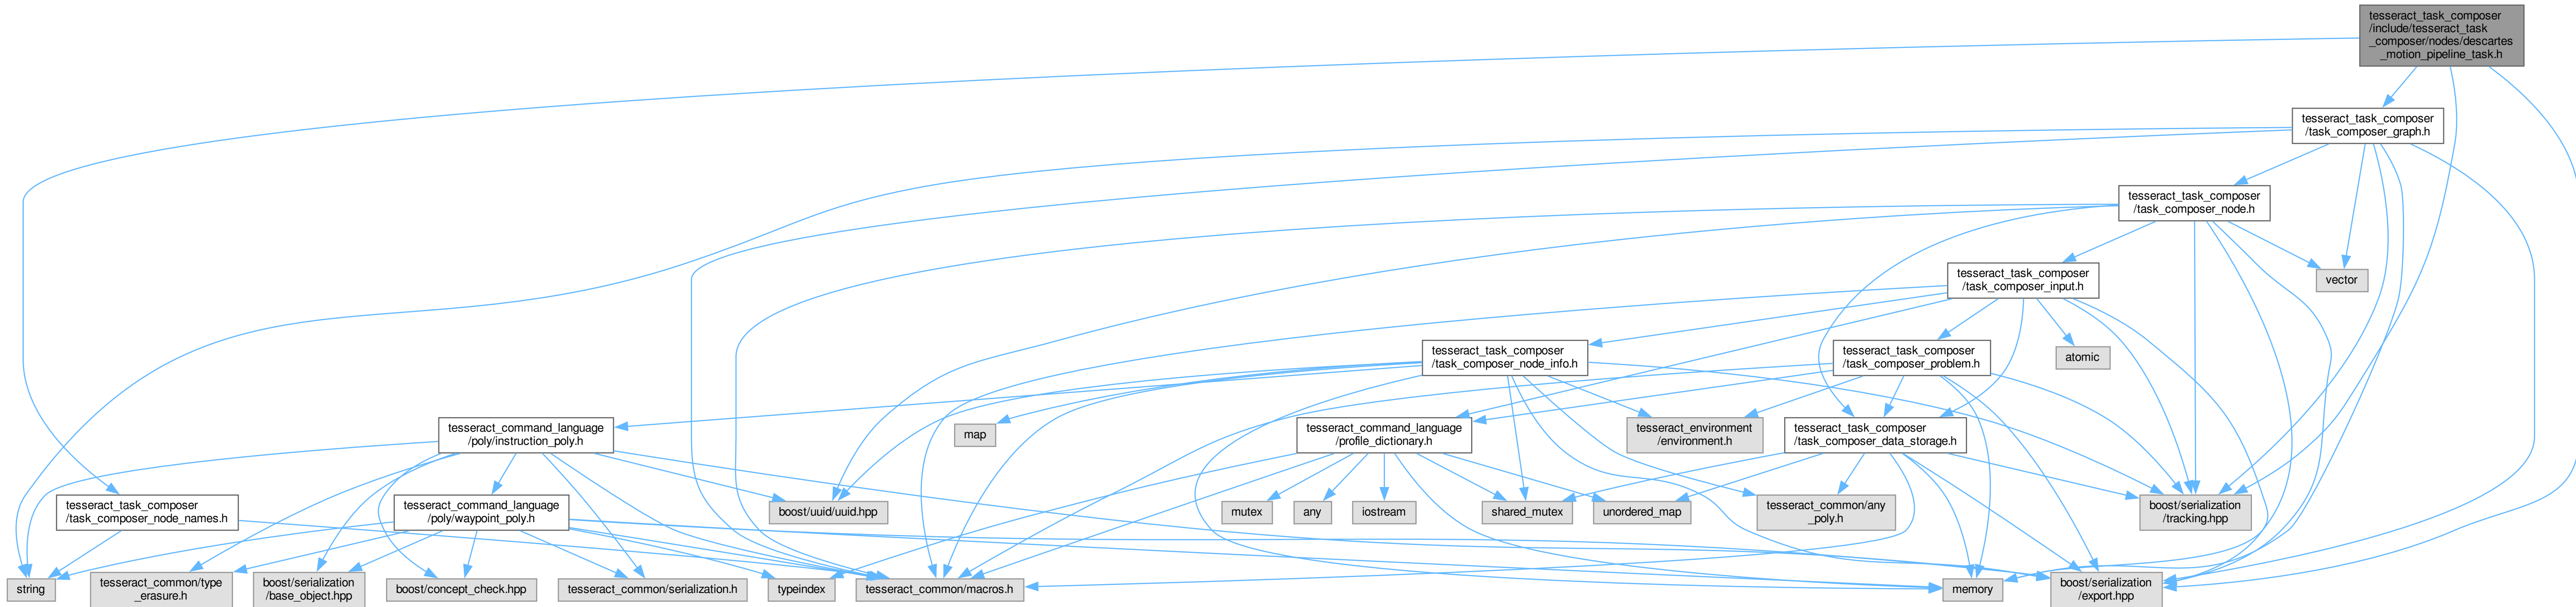 tesseract_task_composer
/include/tesseract_task
_composer/nodes/descartes
_motion_pipeline_task.h
tesseract_task_composer
/task_composer_graph.h
tesseract_task_composer
/task_composer_node.h
tesseract_task_composer
/task_composer_input.h
vector
tesseract_task_composer
/task_composer_node_info.h
tesseract_task_composer
/task_composer_problem.h
atomic
tesseract_command_language
/poly/instruction_poly.h
map
tesseract_command_language
/profile_dictionary.h
tesseract_environment
/environment.h
tesseract_task_composer
/task_composer_data_storage.h
tesseract_task_composer
/task_composer_node_names.h
tesseract_command_language
/poly/waypoint_poly.h
boost/uuid/uuid.hpp
mutex
any
iostream
shared_mutex
unordered_map
tesseract_common/any
_poly.h
boost/serialization
/tracking.hpp
string
tesseract_common/type
_erasure.h
boost/serialization
/base_object.hpp
boost/concept_check.hpp
tesseract_common/serialization.h
typeindex
tesseract_common/macros.h
memory
boost/serialization
/export.hpp